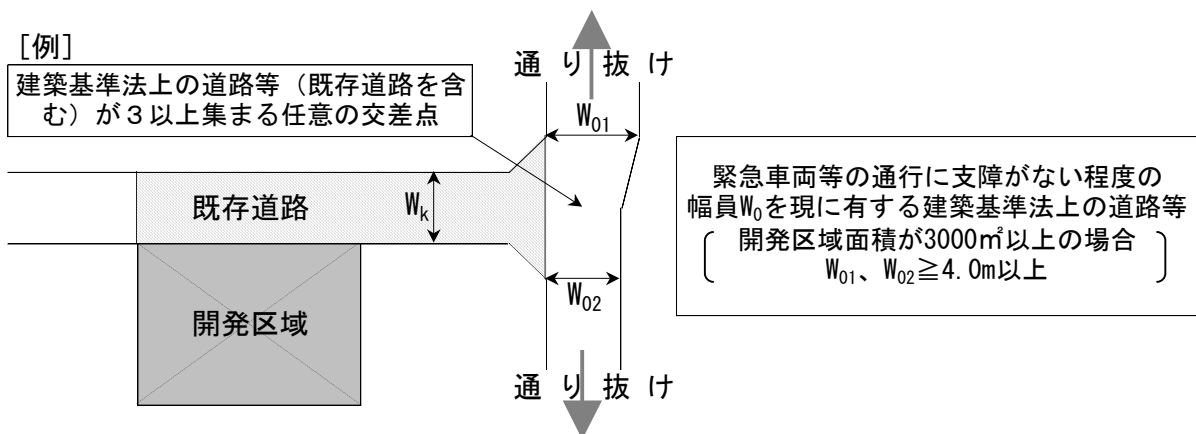 [例]
通り抜け
建築基準法上の道路等（既存道路を含
む）が３以上集まる任意の交差点
W01
緊急車両等の通行に支障がない程度の
幅員W0を現に有する建築基準法上の道路等
開発区域面積が3000㎡以上の場合
W01、W02≧4.0m以上
既存道路
Wk
W02
開発区域
通り抜け